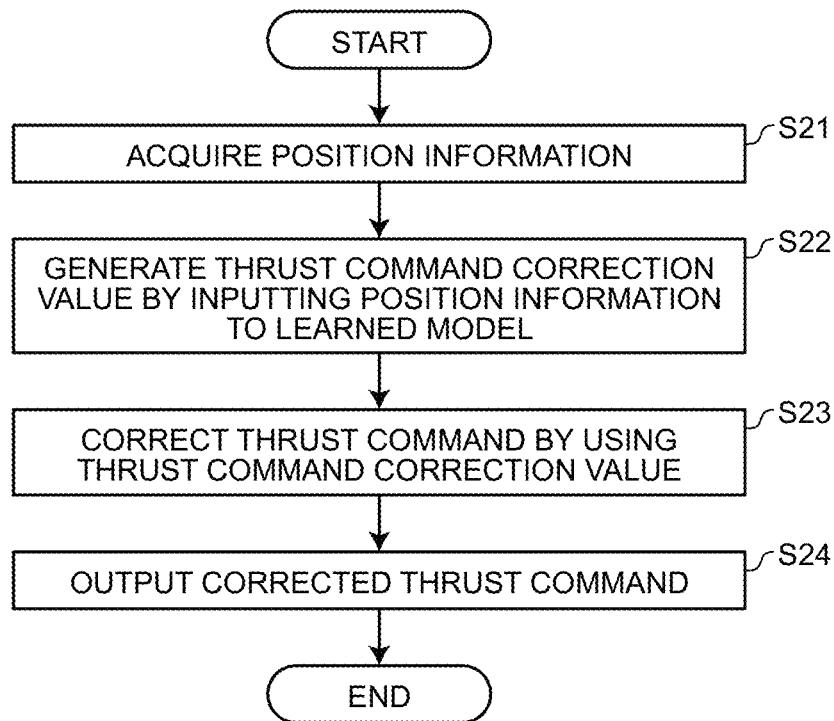 START
S21
ACQUIRE POSITION INFORMATION
S22
GENERATE THRUST COMMAND CORRECTION
VALUE BY INPUTTING POSITION INFORMATION
TO LEARNED MODEL
S23
CORRECT THRUST COMMAND BY USING
THRUST COMMAND CORRECTION VALUE
S24
OUTPUT CORRECTED THRUST COMMAND
END